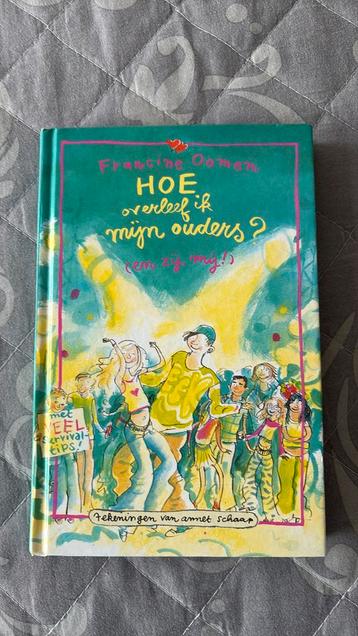 Francine Oomen
HOE
overleef ik
mijn ouders?
(en zij mij!)
met
VEEL
survival-
tips!
tekeningen van annet schaap